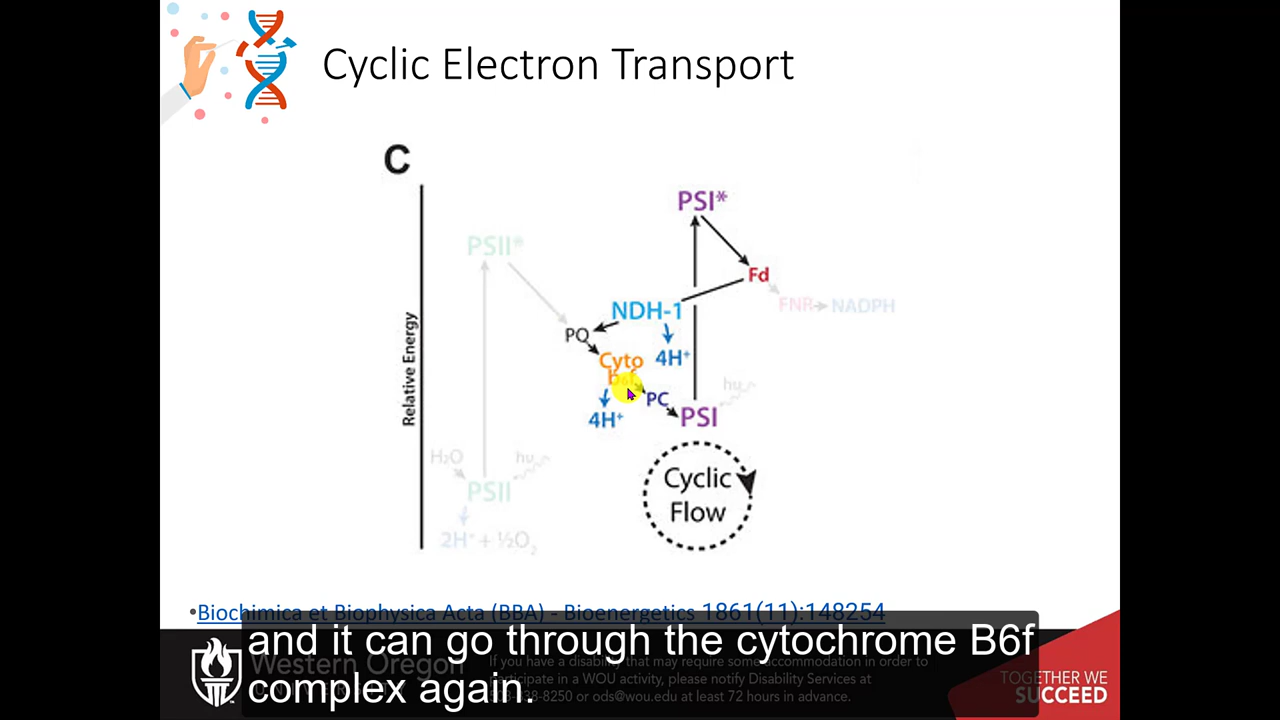 Cyclic Electron Transport
C
PSI*
PSII*
Fd
FNR NADPH
NDH-1
PQ
Cyto
b6f
4H⁺
PC
4H⁺
PSI
hυ
Relative Energy
H₂O
hυ
PSII
2H⁺ + ½O₂
Cyclic
Flow
•Biochimica et Biophysica Acta (BBA) - Bioenergetics 1861(11):148254
and it can go through the cytochrome B6f
complex again.
Western Oregon
If you have a disability that may require some accommodation in order to
participate in a WOU activity, please notify Disability Services at
838-8250 or ods@wou.edu at least 72 hours in advance.
TOGETHER WE
SUCCEED